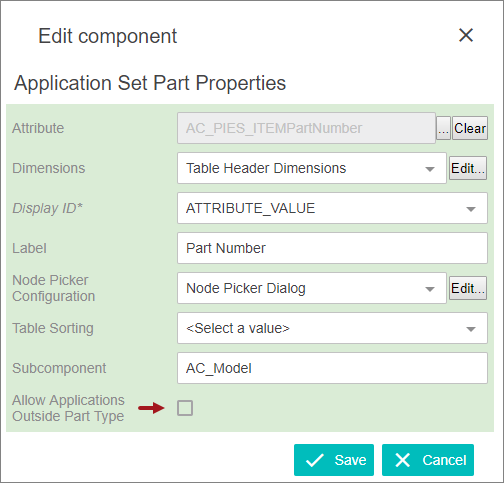 Edit component
Application Set Part Properties
Attribute AC_PIES_ITEMPartNumber ... Clear
Dimensions Table Header Dimensions Edit...
Display ID* ATTRIBUTE_VALUE
Label Part Number
Node Picker
Configuration Node Picker Dialog Edit...
Table Sorting <Select a value>
Subcomponent AC_Model
Allow Applications
Outside Part Type
Save Cancel